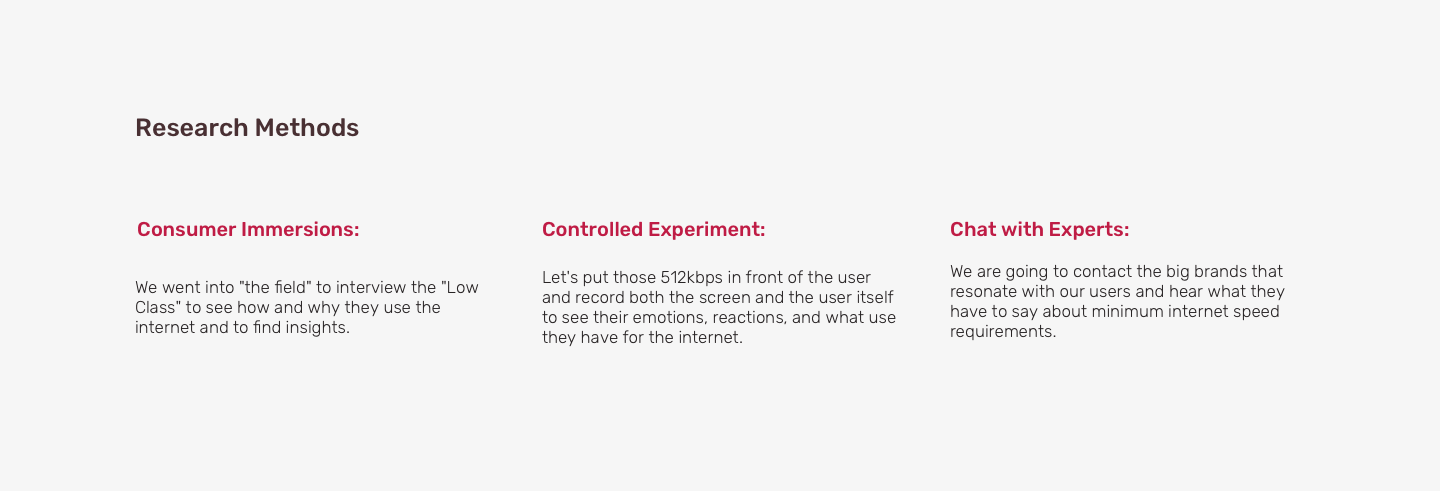 Research Methods
Consumer Immersions:
We went into "the field" to interview the "Low
Class" to see how and why they use the
internet and to find insights.
Controlled Experiment:
Let's put those 512kbps in front of the user
and record both the screen and the user itself
to see their emotions, reactions, and what use
they have for the internet.
Chat with Experts:
We are going to contact the big brands that
resonate with our users and hear what they
have to say about minimum internet speed
requirements.